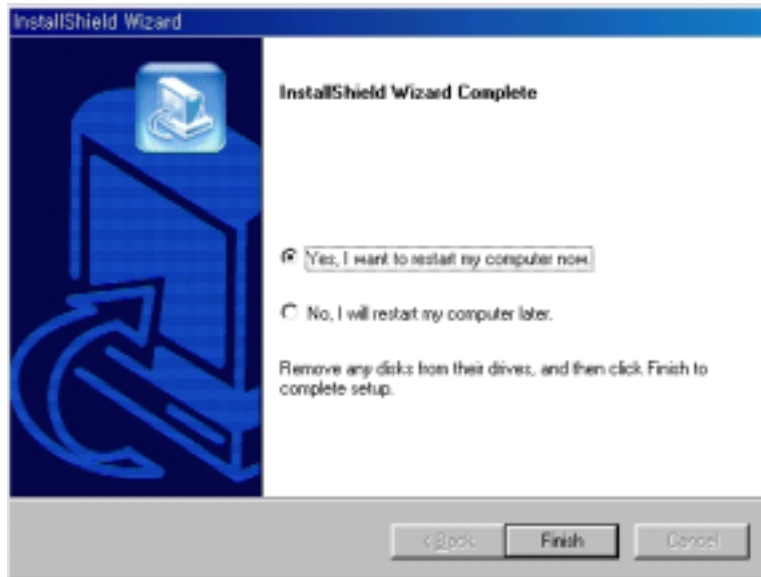 InstallShield Wizard
InstallShield Wizard Complete
Yes, I want to restart my computer now.
No, I will restart my computer later.
Remove any disks from their drives, and then click Finish to
complete setup.
< Back
Finish
Cancel